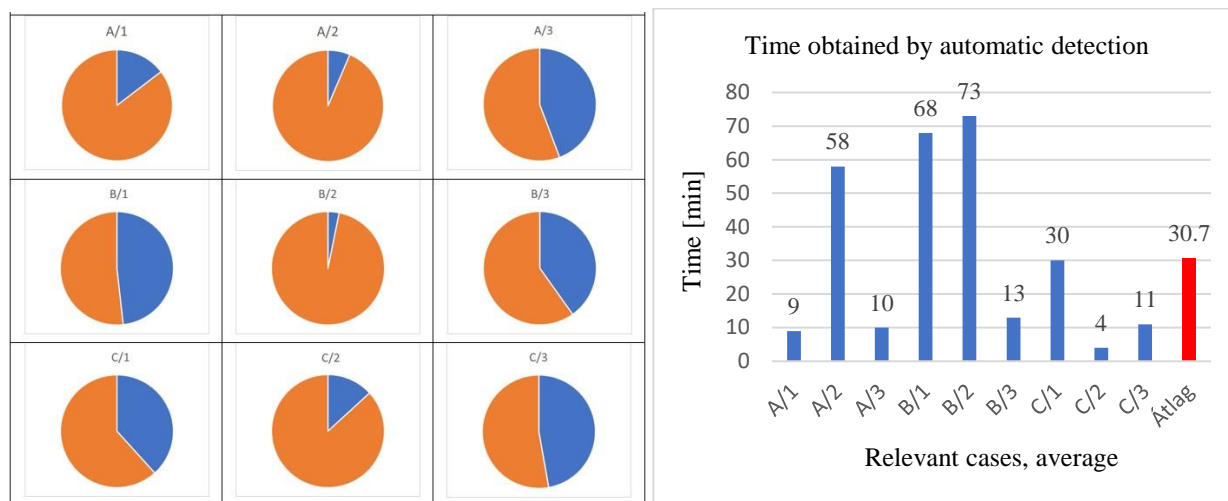 A/1
A/2
A/3
B/1
B/2
B/3
C/1
C/2
C/3
Time obtained by automatic detection
Time [min]
80
70
60
50
40
30
20
10
0
9
58
10
68
73
13
30
4
11
30.7
A/1
A/2
A/3
B/1
B/2
B/3
C/1
C/2
C/3
Átlag
Relevant cases, average